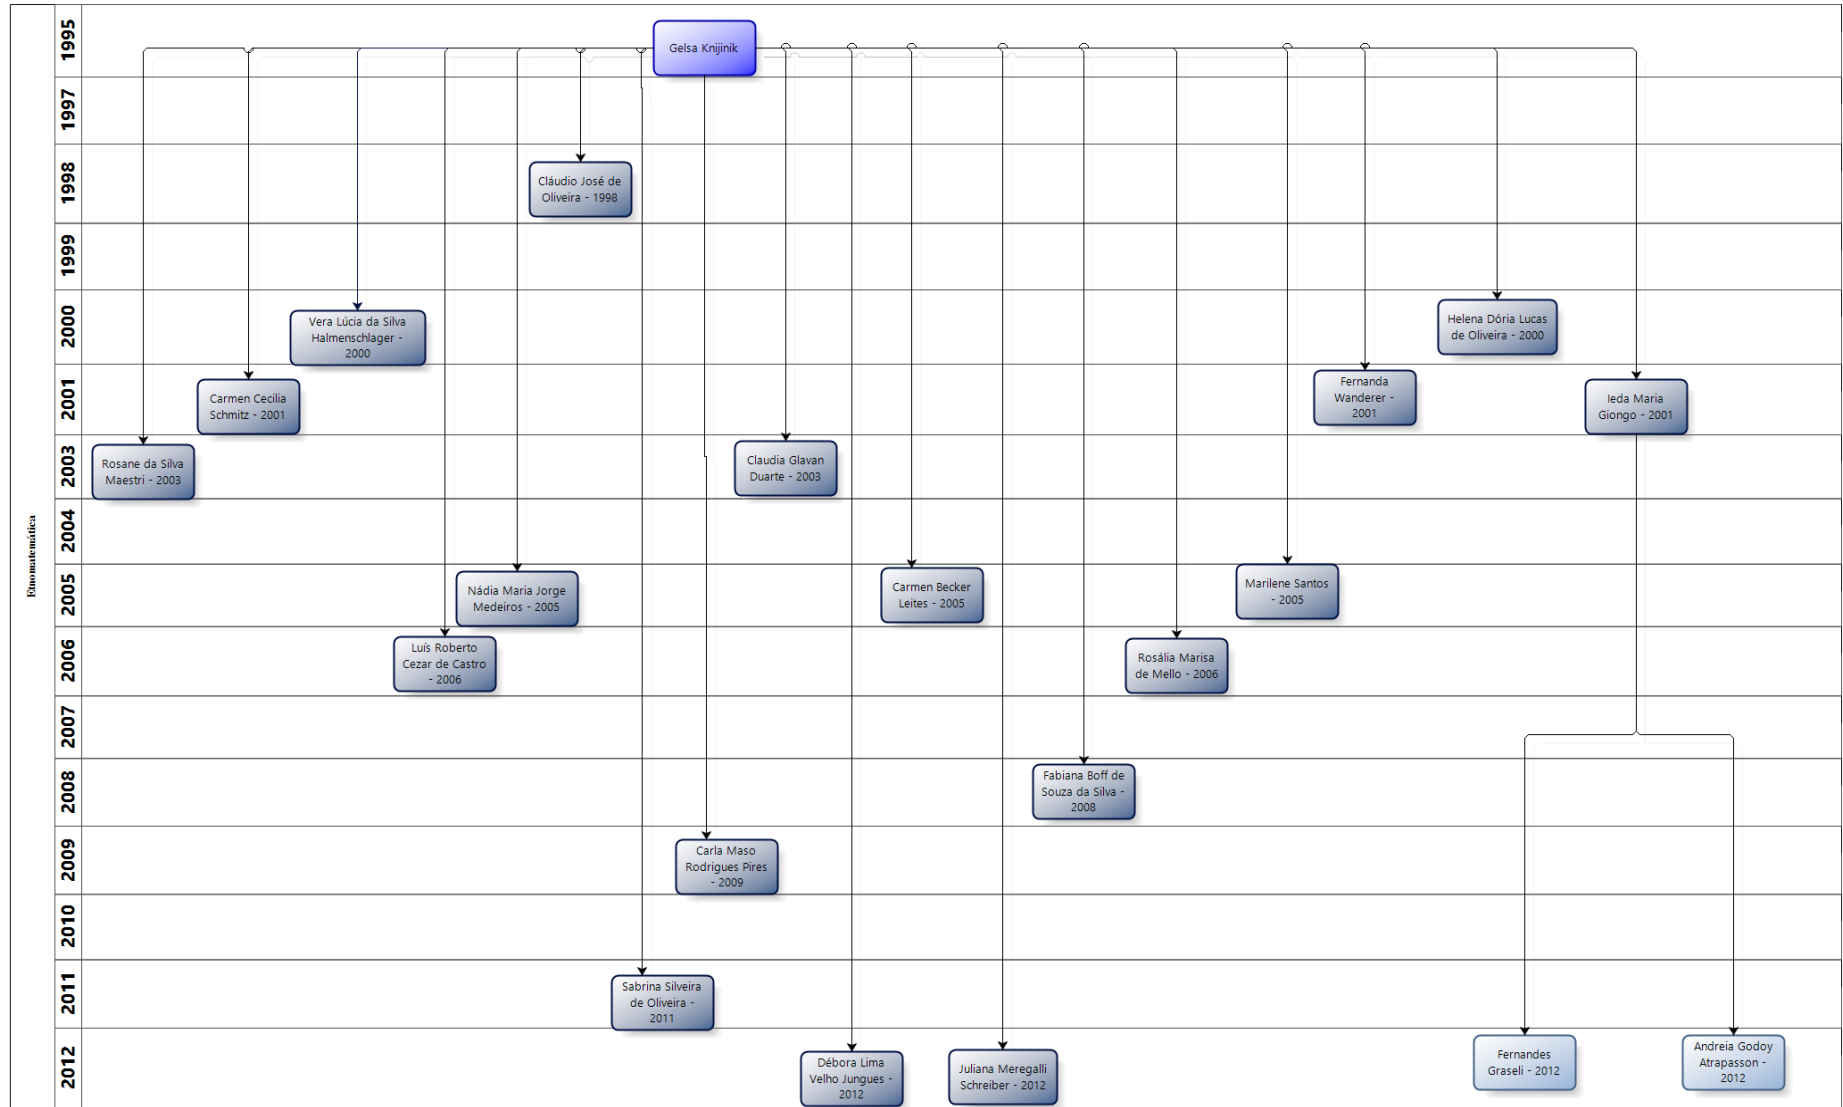 Etnomatemática
1995
Gelsa Knijinik
1997
1998
Cláudio José de
Oliveira - 1998
1999
2000
Vera Lúcia da Silva
Halmenschlager -
2000
Helena Dória Lucas
de Oliveira - 2000
2001
Carmen Cecilia
Schmitz - 2001
Fernanda
Wanderer -
2001
Ieda Maria
Giongo - 2001
2003
Rosane da Silva
Maestri - 2003
Claudia Glavan
Duarte - 2003
2004
2005
Nádia Maria Jorge
Medeiros - 2005
Carmen Becker
Leites - 2005
Marilene Santos
- 2005
2006
Luís Roberto
Cezar de Castro
- 2006
Rosália Marisa
de Mello - 2006
2007
2008
Fabiana Boff de
Souza da Silva -
2008
2009
Carla Maso
Rodrigues Pires
- 2009
2010
2011
Sabrina Silveira
de Oliveira -
2011
2012
Débora Lima
Velho Jungues -
2012
Juliana Meregalli
Schreiber - 2012
Fernandes
Graseli - 2012
Andreia Godoy
Atrapasson -
2012